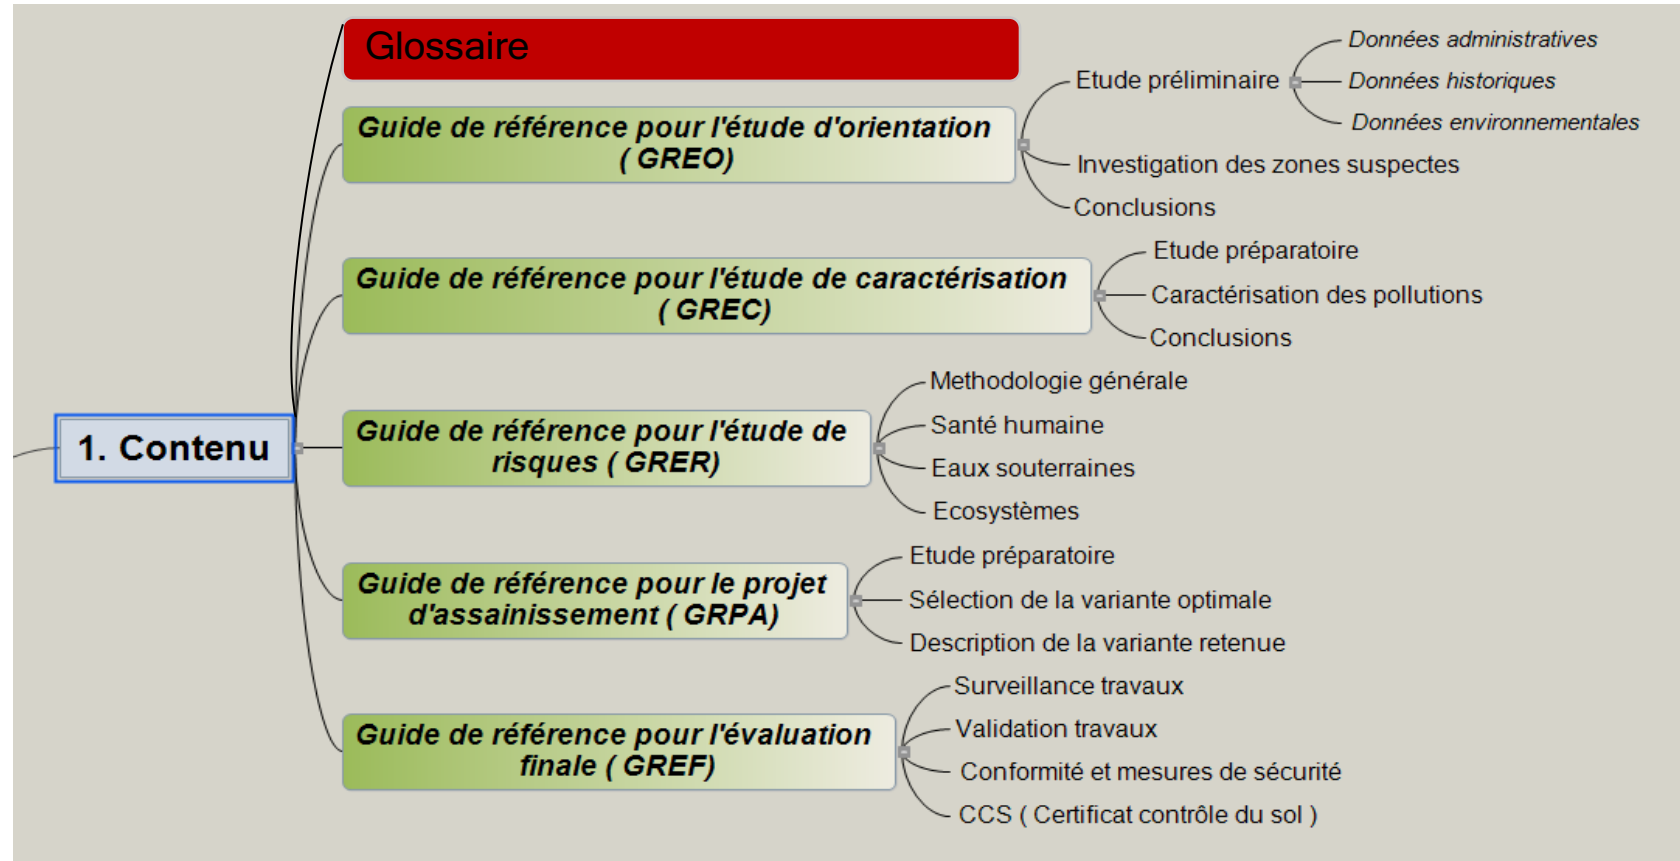 1. Contenu
Glossaire
Guide de référence pour l'étude d'orientation
( GREO)
Etude préliminaire
Données administratives
Données historiques
Données environnementales
Investigation des zones suspectes
Conclusions
Guide de référence pour l'étude de caractérisation
( GREC)
Etude préparatoire
Caractérisation des pollutions
Conclusions
Guide de référence pour l'étude de
risques ( GRER)
Methodologie générale
Santé humaine
Eaux souterraines
Ecosystèmes
Guide de référence pour le projet
d'assainissement ( GRPA)
Etude préparatoire
Sélection de la variante optimale
Description de la variante retenue
Guide de référence pour l'évaluation
finale ( GREF)
Surveillance travaux
Validation travaux
Conformité et mesures de sécurité
CCS ( Certificat contrôle du sol )